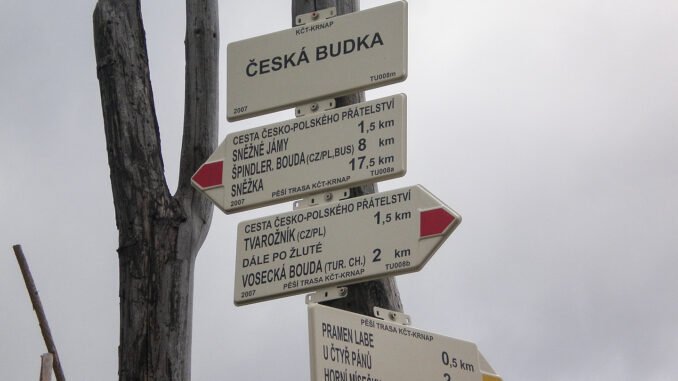 KČT-KRNAP
ČESKÁ BUDKA
2007 TU008m
CESTA ČESKO-POLSKÉHO PŘÁTELSTVÍ
SNĚŽNÉ JÁMY 1,5 km
ŠPINDLER. BOUDA (CZ/PL,BUS) 8 km
SNĚŽKA 17,5 km
2007 PĚŠÍ TRASA KČT-KRNAP TU008a
CESTA ČESKO-POLSKÉHO PŘÁTELSTVÍ
TVAROŽNÍK (CZ/PL) 1,5 km
DÁLE PO ŽLUTÉ
VOSECKÁ BOUDA (TUR. CH.) 2 km
2007 PĚŠÍ TRASA KČT-KRNAP TU008b
PĚŠÍ TRASA KČT-KRNAP
PRAMEN LABE 0,5 km
U ČTYŘ PÁNŮ
HORNÍ